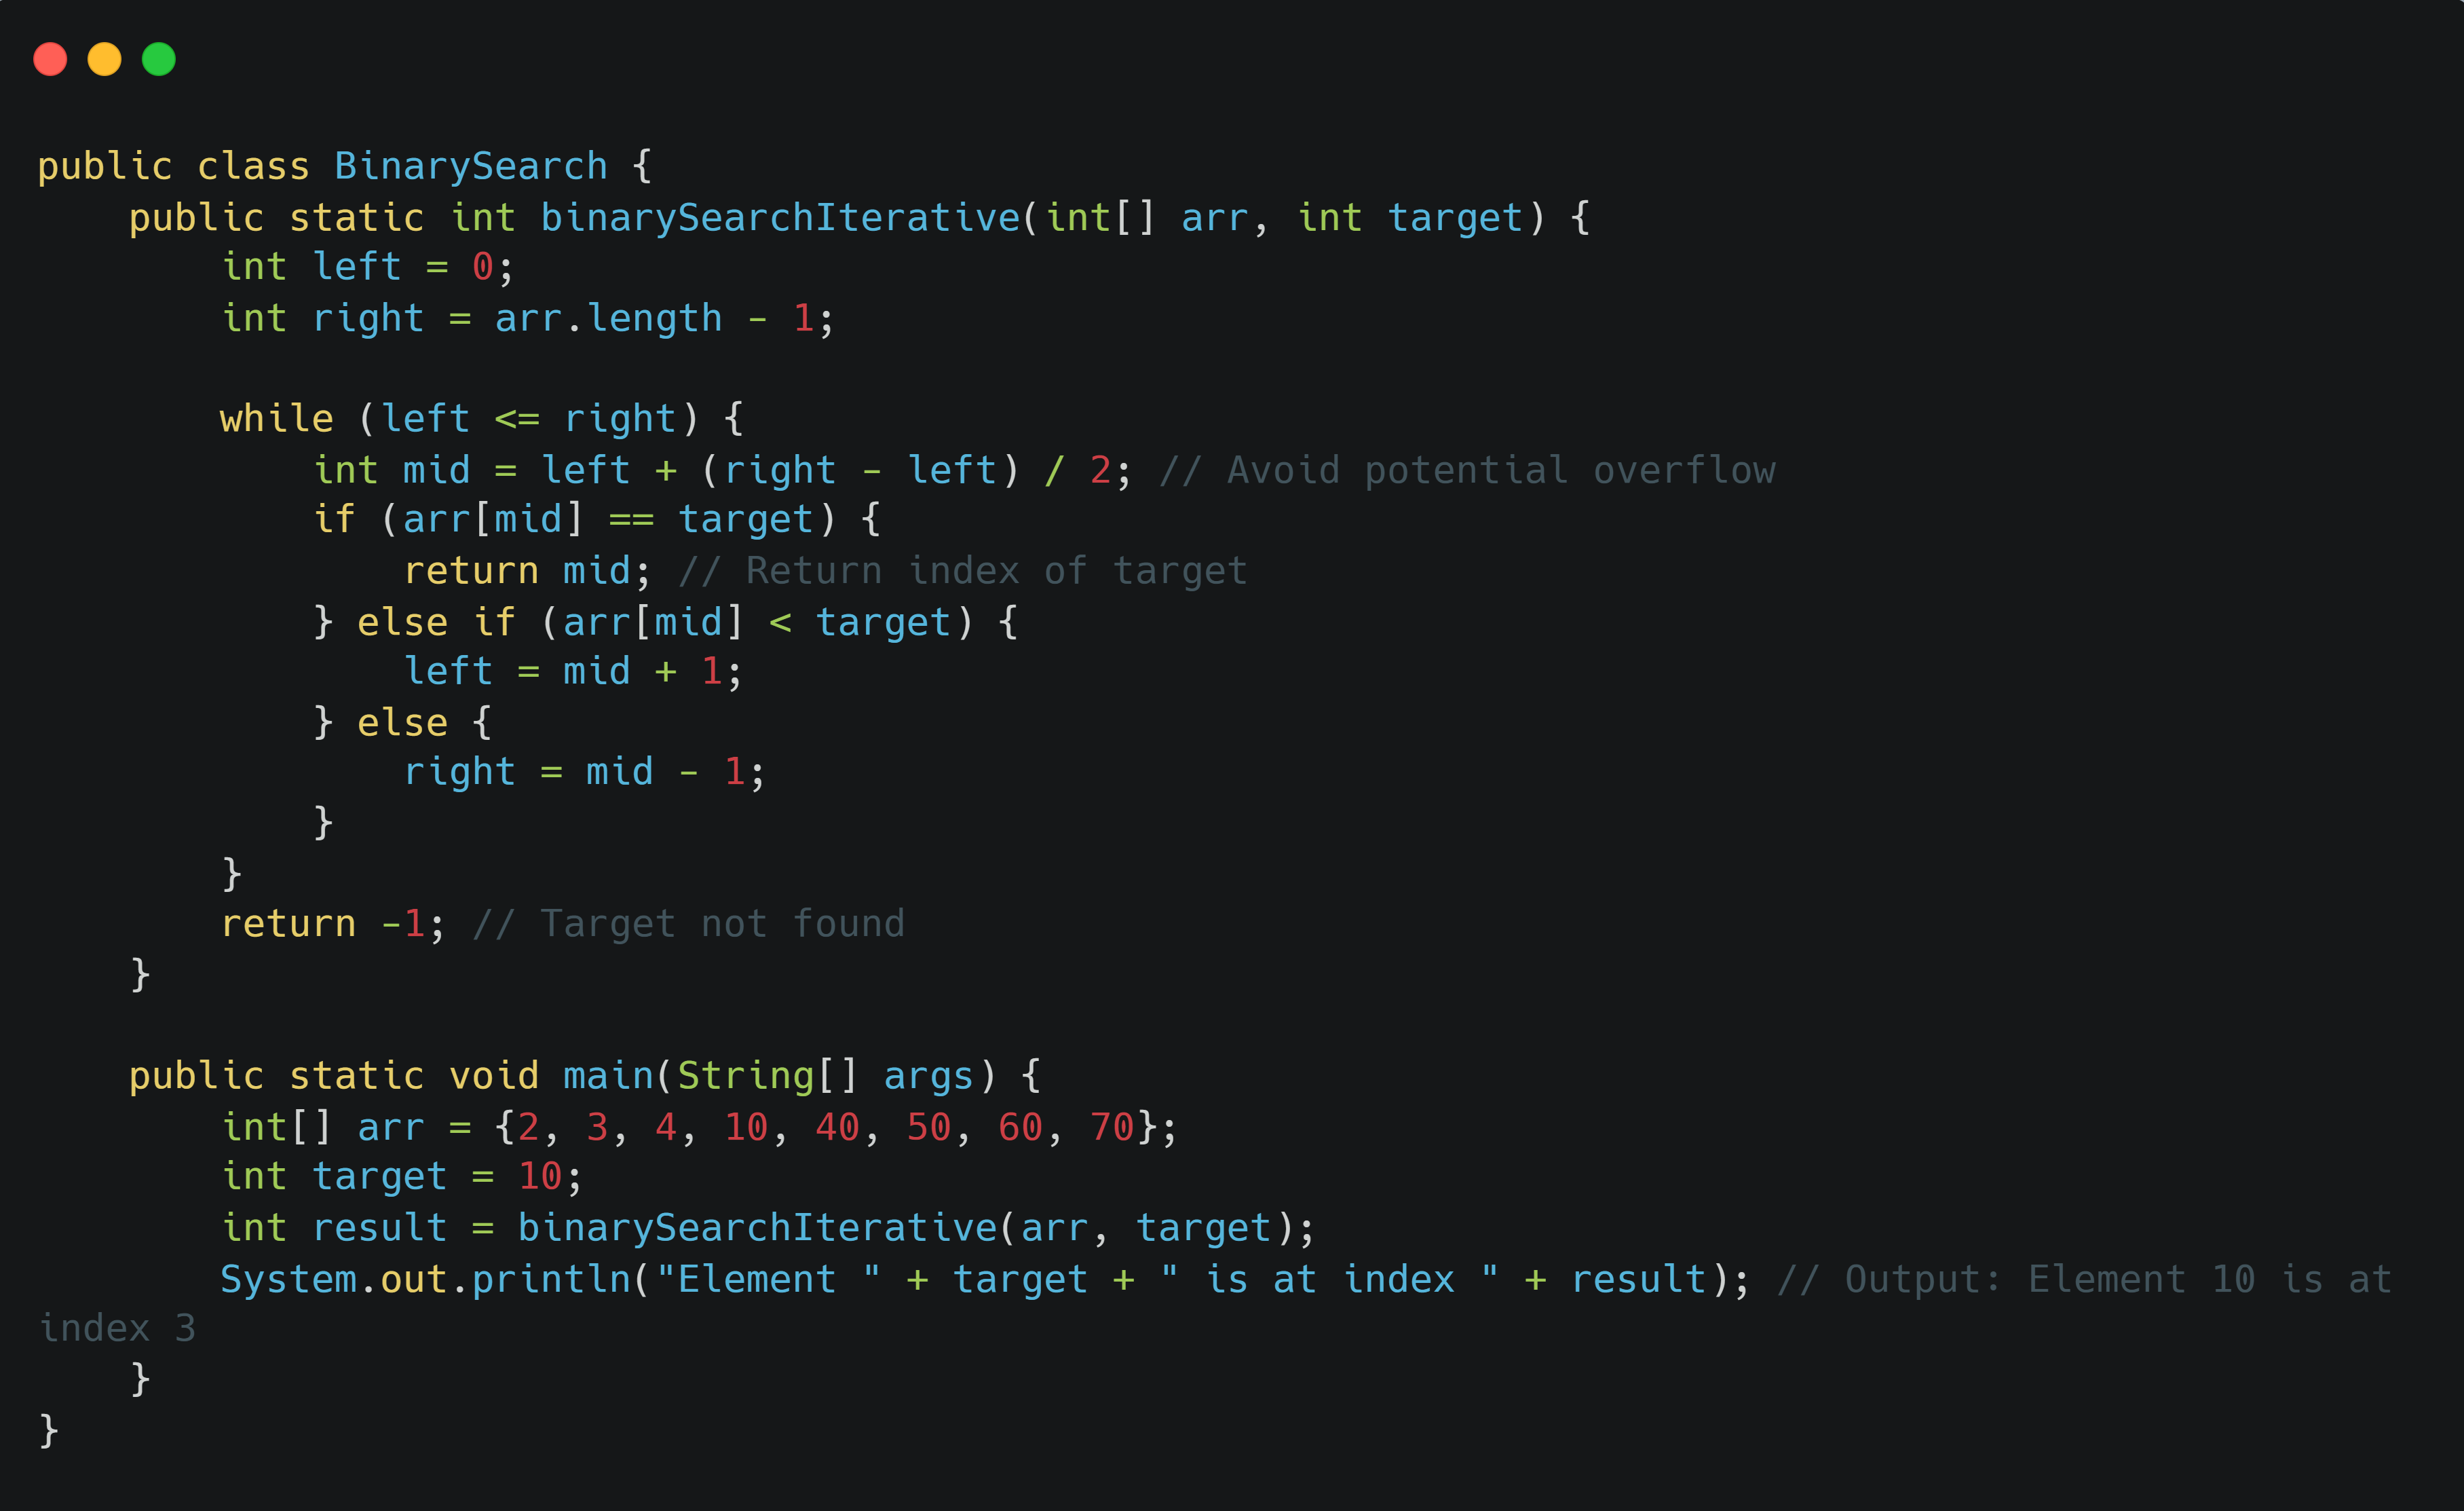 public class BinarySearch {
    public static int binarySearchIterative(int[] arr, int target) {
        int left = 0;
        int right = arr.length - 1;

        while (left <= right) {
            int mid = left + (right - left) / 2; // Avoid potential overflow
            if (arr[mid] == target) {
                return mid; // Return index of target
            } else if (arr[mid] < target) {
                left = mid + 1;
            } else {
                right = mid - 1;
            }
        }
        return -1; // Target not found
    }

    public static void main(String[] args) {
        int[] arr = {2, 3, 4, 10, 40, 50, 60, 70};
        int target = 10;
        int result = binarySearchIterative(arr, target);
        System.out.println("Element " + target + " is at index " + result); // Output: Element 10 is at
index 3
    }
}